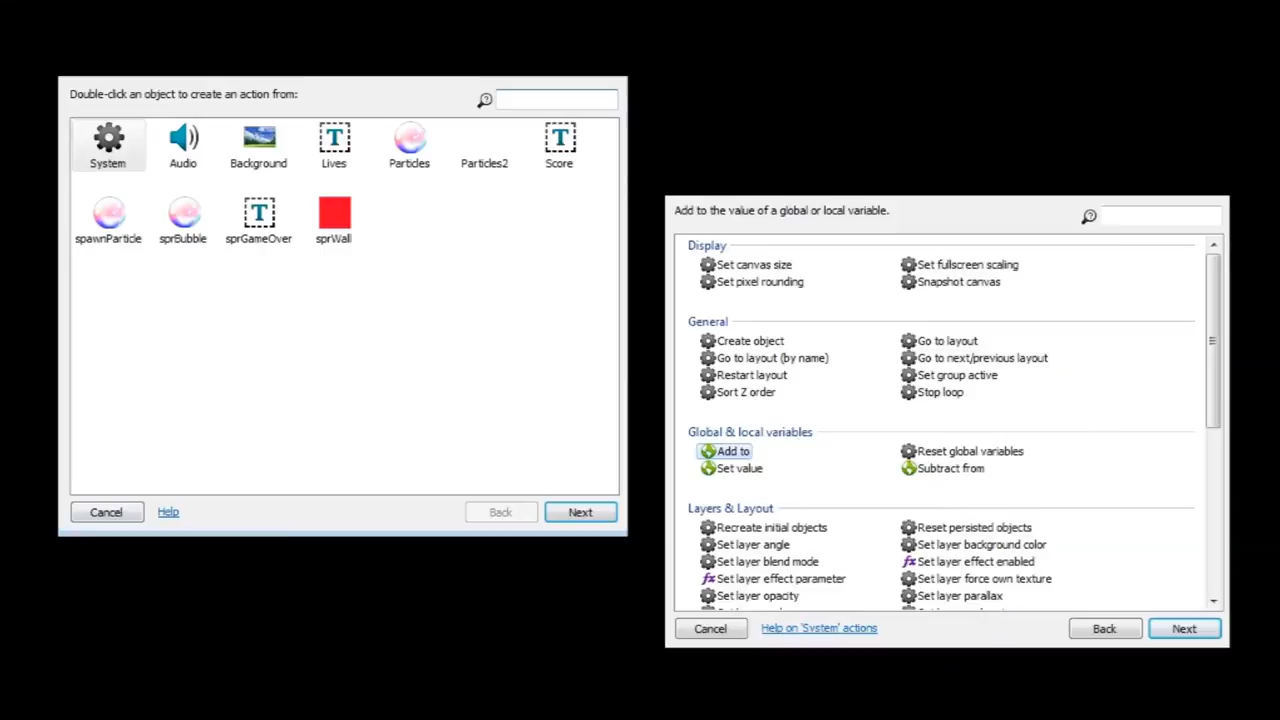 Double-click an object to create an action from:
System Audio Background Lives Particles Particles2 Score
spawnParticle sprBubble sprGameOver sprWall
Cancel Help Back Next
Add to the value of a global or local variable.
Display
Set canvas size Set fullscreen scaling
Set pixel rounding Snapshot canvas
General
Create object Go to layout
Go to layout (by name) Go to next/previous layout
Restart layout Set group active
Sort Z order Stop loop
Global & local variables
Add to Reset global variables
Set value Subtract from
Layers & Layout
Recreate initial objects Reset persisted objects
Set layer angle Set layer background color
Set layer blend mode Set layer effect enabled
Set layer effect parameter Set layer force own texture
Set layer opacity Set layer parallax
Cancel Help on 'System' actions Back Next